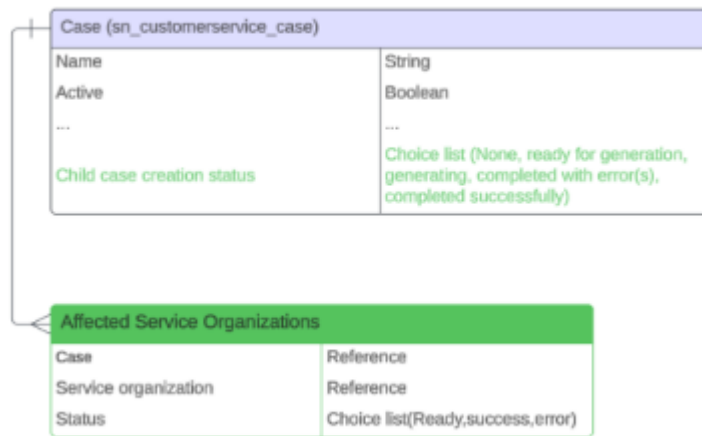 Case (sn_customerservice_case)
Name String
Active Boolean
... ...
Child case creation status Choice list (None, ready for generation,
generating, completed with error(s),
completed successfully)
Affected Service Organizations
Case Reference
Service organization Reference
Status Choice list(Ready,success,error)